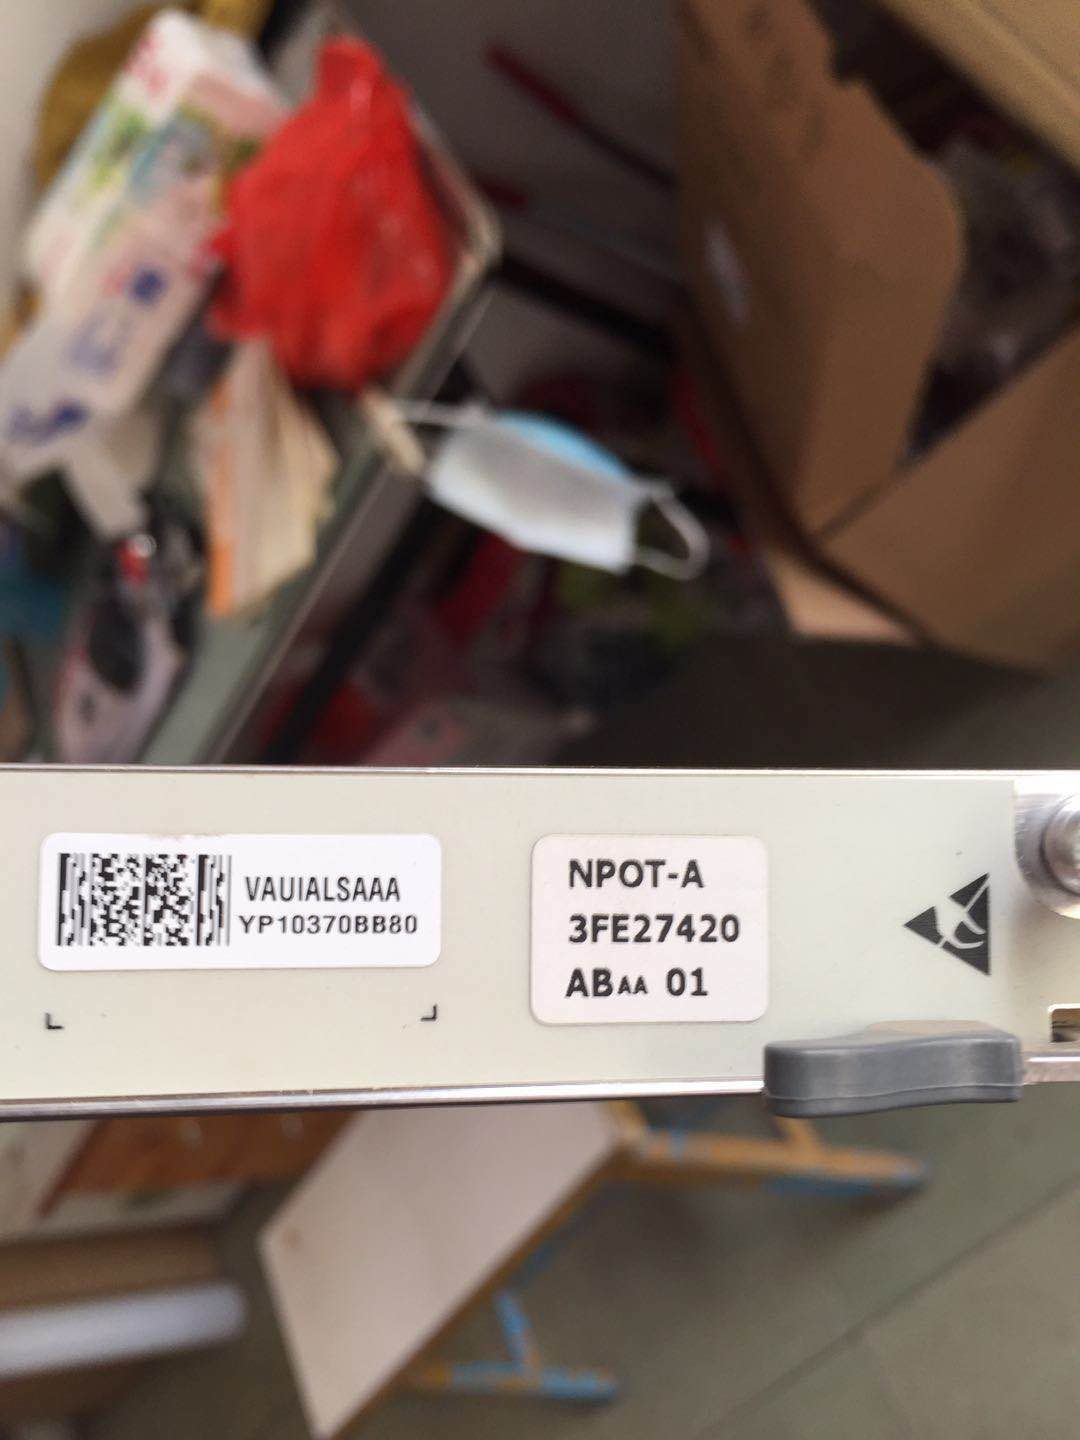 VAUIALSAAA
YP10370BB80
NPOT-A
3FE27420
ABAA 01